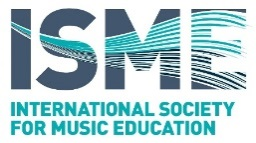 ISME
INTERNATIONAL SOCIETY
FOR MUSIC EDUCATION